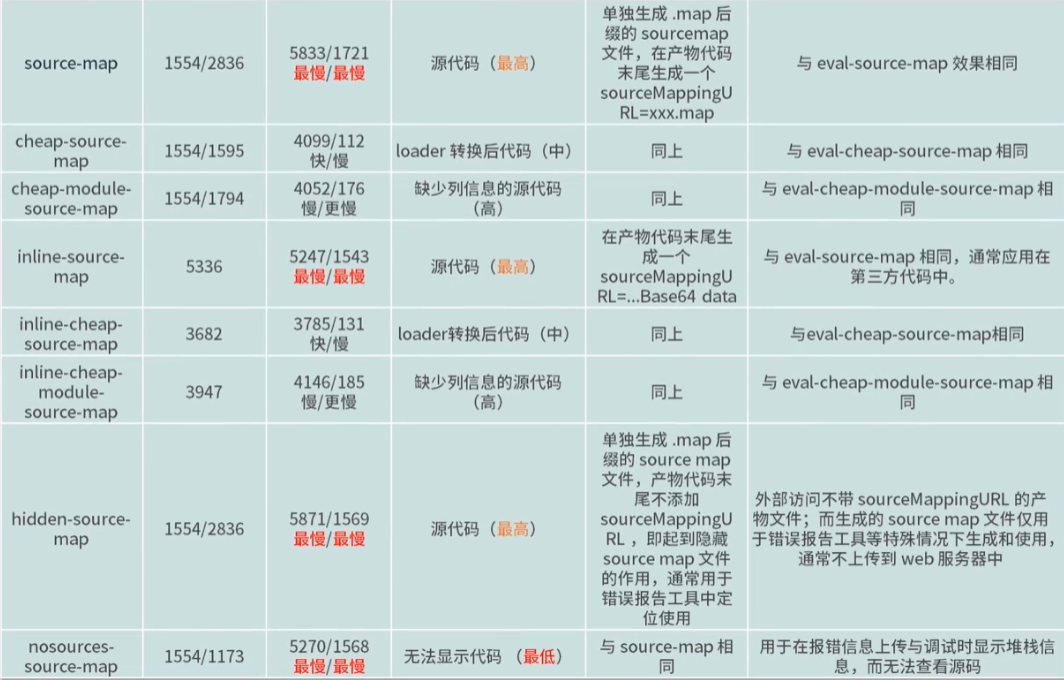 source-map
1554/2836
5833/1721
最慢/最慢
源代码（最高）
单独生成 .map 后
缀的 sourcemap
文件，在产物代码
末尾生成一个
sourceMappingU
RL=xxx.map
与 eval-source-map 效果相同
cheap-source-
map
1554/1595
4099/112
快/慢
loader 转换后代码（中）
同上
与 eval-cheap-source-map 相同
cheap-module-
source-map
1554/1794
4052/176
慢/更慢
缺少列信息的源代码
（高）
同上
与 eval-cheap-module-source-map 相
同
inline-source-
map
5336
5247/1543
最慢/最慢
源代码（最高）
在产物代码末尾生
成一个
sourceMappingU
RL=...Base64 data
与 eval-source-map 相同，通常应用在
第三方代码中。
inline-cheap-
source-map
3682
3785/131
快/慢
loader转换后代码（中）
同上
与eval-cheap-source-map相同
inline-cheap-
module-
source-map
3947
4146/185
慢/更慢
缺少列信息的源代码
（高）
同上
与 eval-cheap-module-source-map 相
同
hidden-source-
map
1554/2836
5871/1569
最慢/最慢
源代码（最高）
单独生成 .map 后
缀的 source map
文件，产物代码末
尾不添加
sourceMappingU
RL ，即起到隐藏
source map 文件
的作用，通常用于
错误报告工具中定
位使用
外部访问不带 sourceMappingURL 的产
物文件；而生成的 source map 文件仅用
于错误报告工具等特殊情况下生成和使用，
通常不上传到 web 服务器中
nosources-
source-map
1554/1173
5270/1568
最慢/最慢
无法显示代码 （最低）
与 source-map 相
同
用于在报错信息上传与调试时显示堆栈信
息，而无法查看源码